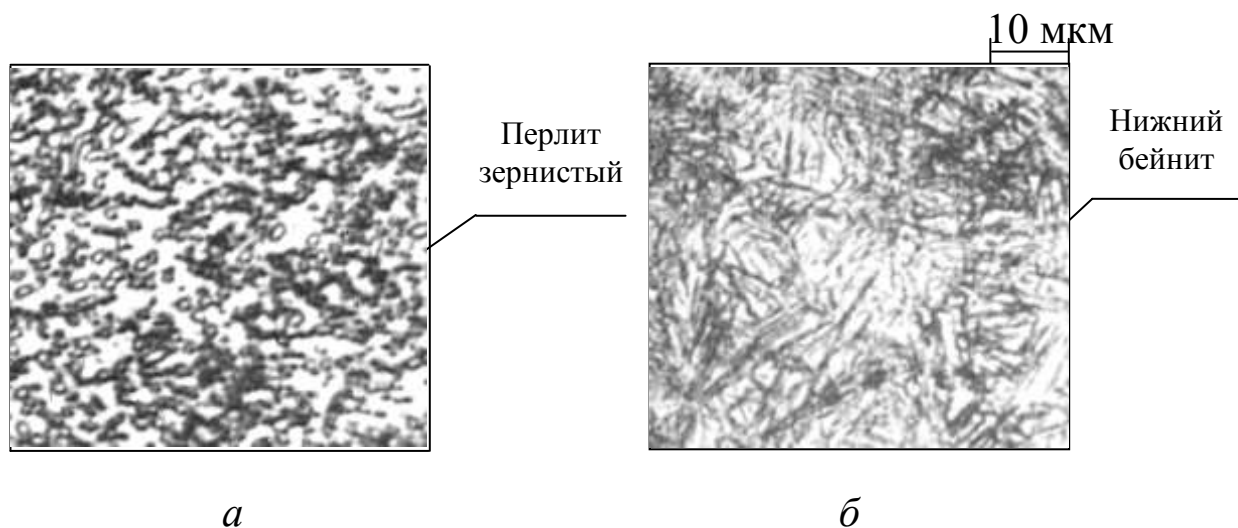 10 мкм
Перлит
зернистый
Нижний
бейнит
а
б